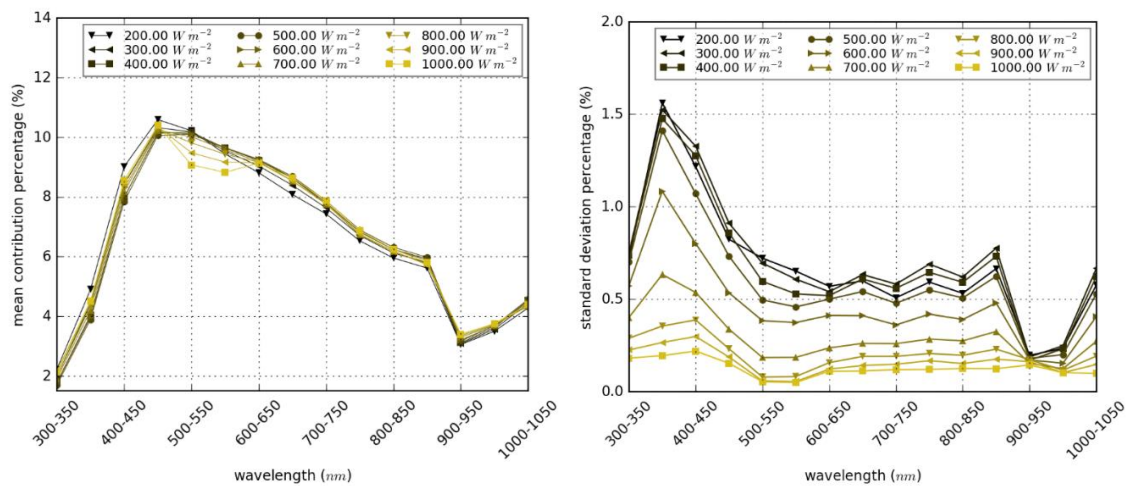 14
12
10
8
6
4
2
mean contribution percentage (%)
200.00 W m⁻² 500.00 W m⁻² 800.00 W m⁻²
300.00 W m⁻² 600.00 W m⁻² 900.00 W m⁻²
400.00 W m⁻² 700.00 W m⁻² 1000.00 W m⁻²
300-350 400-450 500-550 600-650 700-750 800-850 900-950 1000-1050
wavelength (nm)
2.0
1.5
1.0
0.5
0.0
standard deviation percentage (%)
200.00 W m⁻² 500.00 W m⁻² 800.00 W m⁻²
300.00 W m⁻² 600.00 W m⁻² 900.00 W m⁻²
400.00 W m⁻² 700.00 W m⁻² 1000.00 W m⁻²
300-350 400-450 500-550 600-650 700-750 800-850 900-950 1000-1050
wavelength (nm)